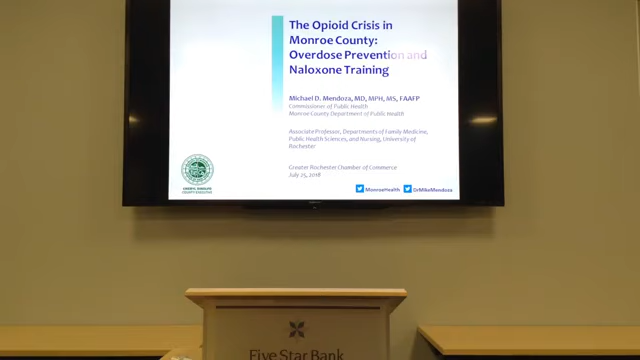 The Opioid Crisis in
Monroe County:
Overdose Prevention and
Naloxone Training
Michael D. Mendoza, MD, MPH, MS, FAAFP
Commissioner of Public Health
Monroe County Department of Public Health
Associate Professor, Departments of Family Medicine,
Public Health Sciences, and Nursing, University of
Rochester
Greater Rochester Chamber of Commerce
July 25, 2018
MonroeHealth DrMikeMendoza
COUNTY EXECUTIVE
Five Star Bank